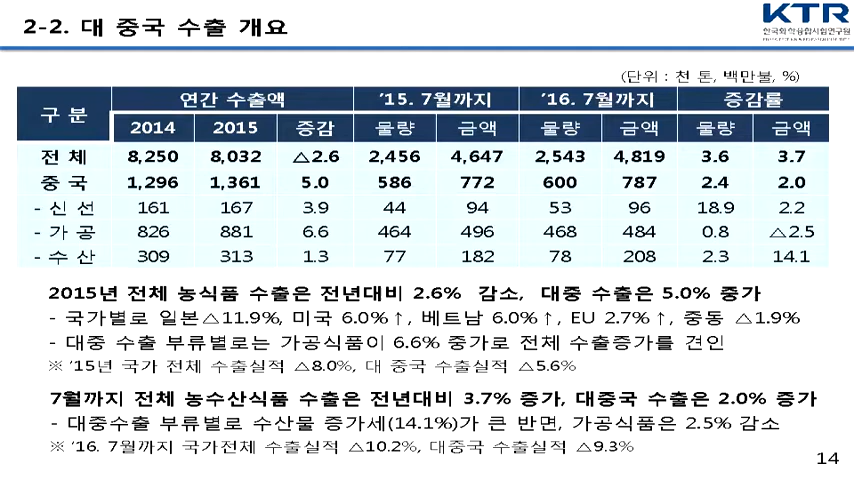 2-2. 대 중국 수출 개요
KTR
한국화학융합시험연구원
(단위 : 천 톤, 백만불, %)
구 분 연간 수출액 ’15. 7월까지 ’16. 7월까지 증감률
2014 2015 증감 물량 금액 물량 금액 물량 금액
전 체 8,250 8,032 △2.6 2,456 4,647 2,543 4,819 3.6 3.7
중 국 1,296 1,361 5.0 586 772 600 787 2.4 2.0
- 신 선 161 167 3.9 44 94 53 96 18.9 2.2
- 가 공 826 881 6.6 464 496 468 484 0.8 △2.5
- 수 산 309 313 1.3 77 182 78 208 2.3 14.1
2015년 전체 농식품 수출은 전년대비 2.6% 감소, 대중 수출은 5.0% 증가
- 국가별로 일본△11.9%, 미국 6.0%↑, 베트남 6.0%↑, EU 2.7%↑, 중동 △1.9%
- 대중 수출 부류별로는 가공식품이 6.6% 증가로 전체 수출증가를 견인
※ ’15년 국가 전체 수출실적 △8.0%, 대 중국 수출실적 △5.6%
7월까지 전체 농수산식품 수출은 전년대비 3.7% 증가, 대중국 수출은 2.0% 증가
- 대중수출 부류별로 수산물 증가세(14.1%)가 큰 반면, 가공식품은 2.5% 감소
※ ’16. 7월까지 국가전체 수출실적 △10.2%, 대중국 수출실적 △9.3%
14